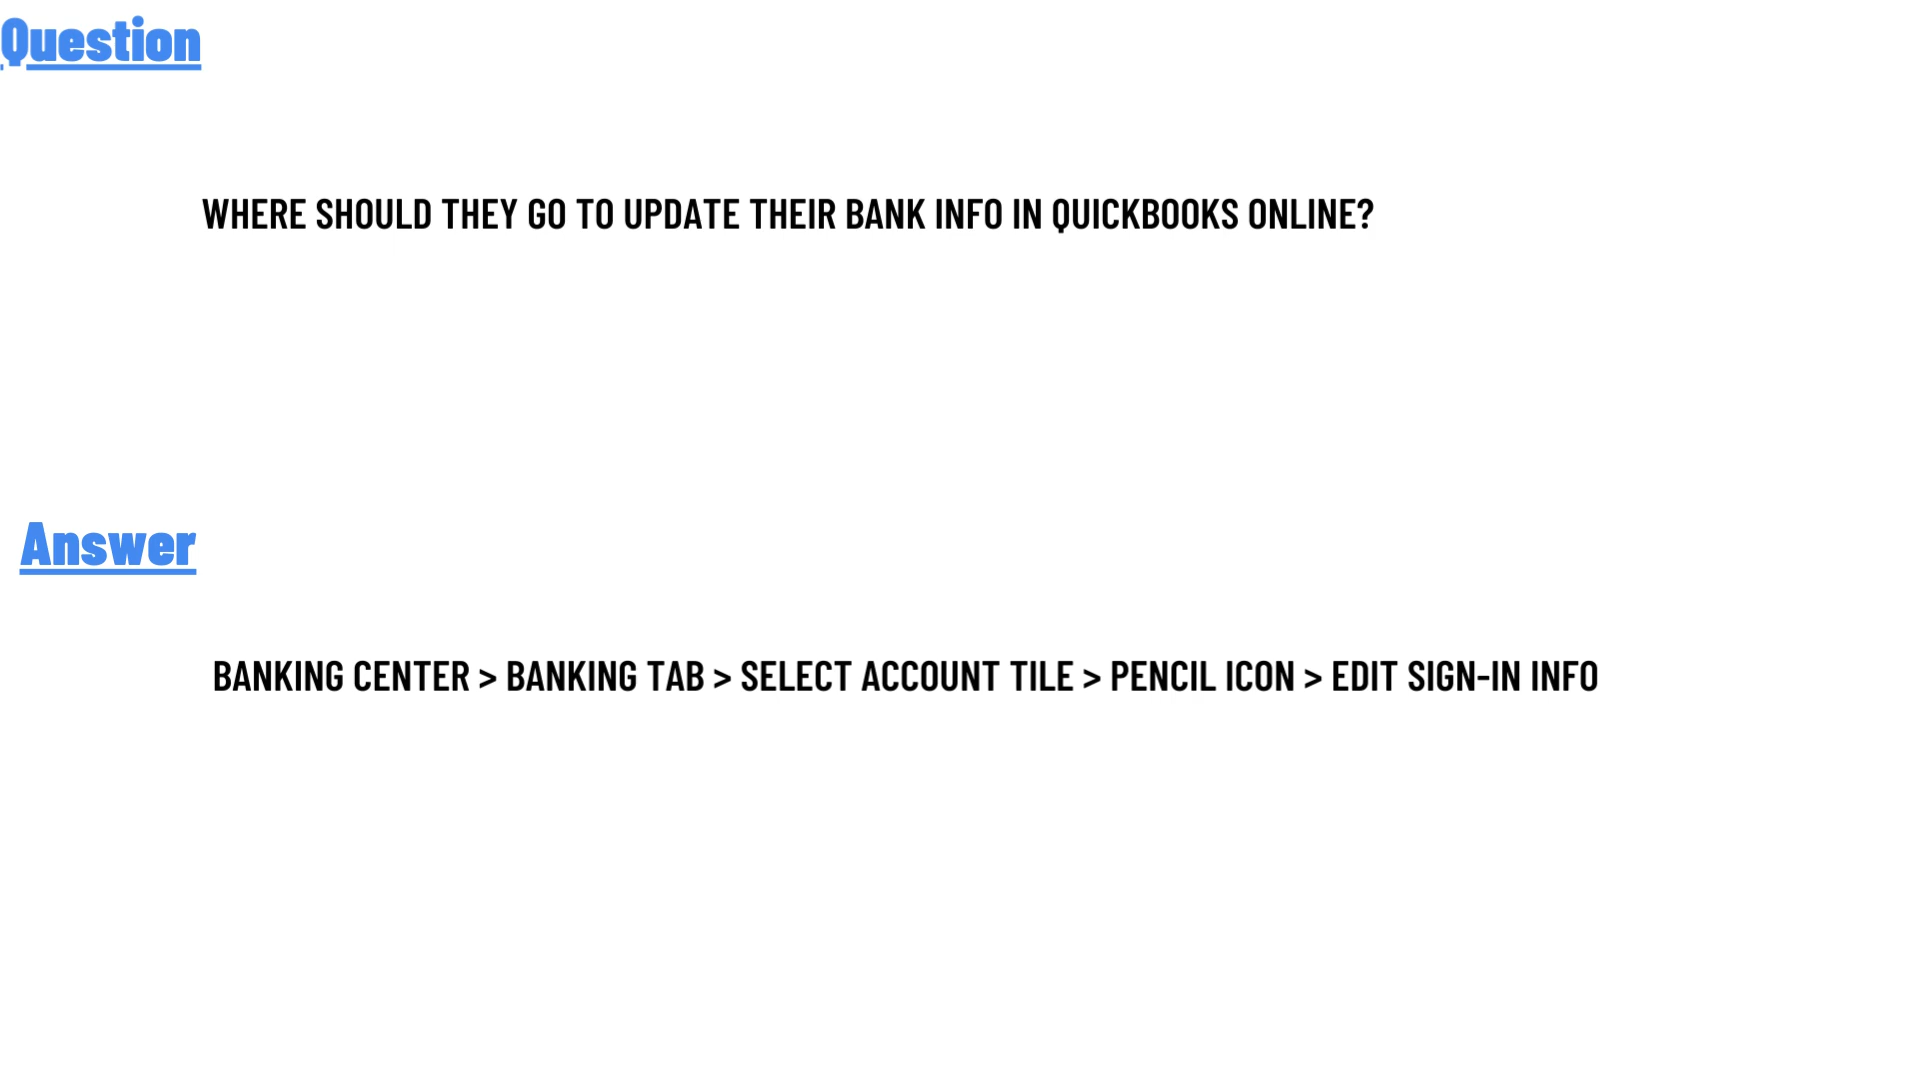 Question
WHERE SHOULD THEY GO TO UPDATE THEIR BANK INFO IN QUICKBOOKS ONLINE?
Answer
BANKING CENTER > BANKING TAB > SELECT ACCOUNT TILE > PENCIL ICON > EDIT SIGN-IN INFO